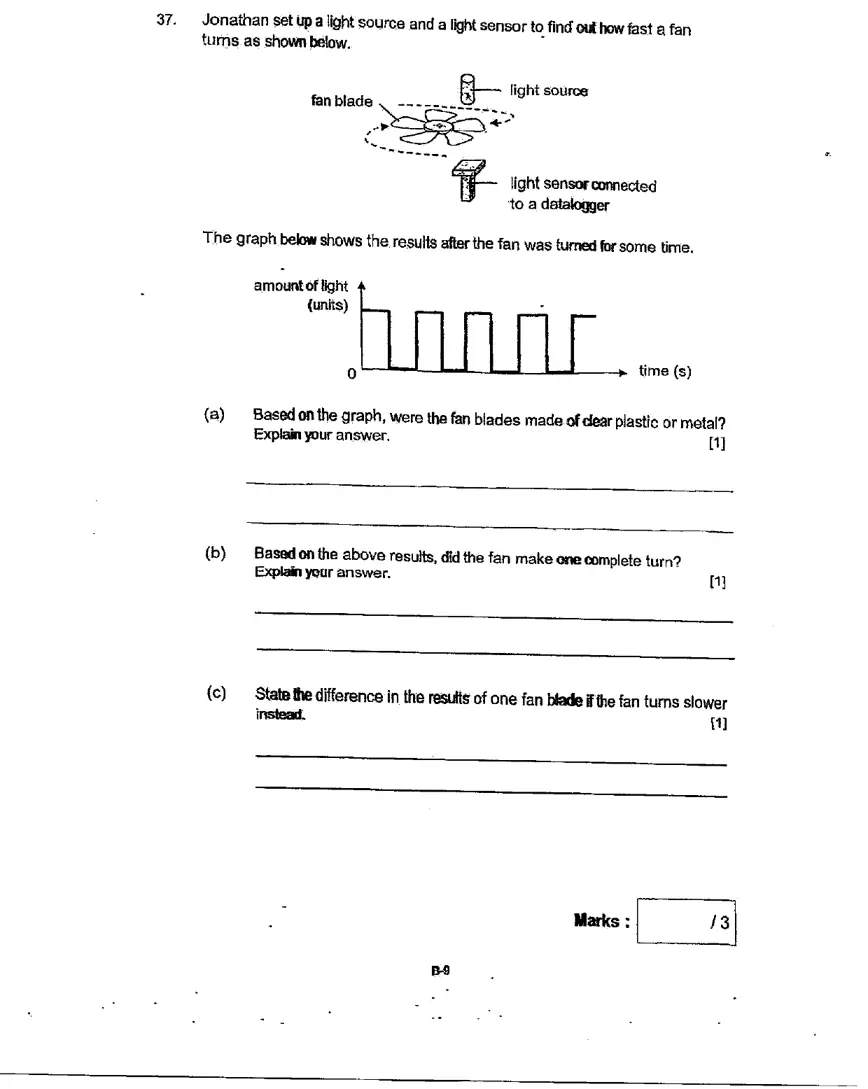 37. Jonathan set up a light source and a light sensor to find out how fast a fan
turns as shown below.
light source
fan blade
light sensor connected
to a datalogger
The graph below shows the results after the fan was turned for some time.
amount of light
(units)
0
time (s)
(a) Based on the graph, were the fan blades made of clear plastic or metal?
Explain your answer. [1]
(b) Based on the above results, did the fan make one complete turn?
Explain your answer. [1]
(c) State the difference in the results of one fan blade if the fan turns slower
instead. [1]
Marks : / 3
B-9